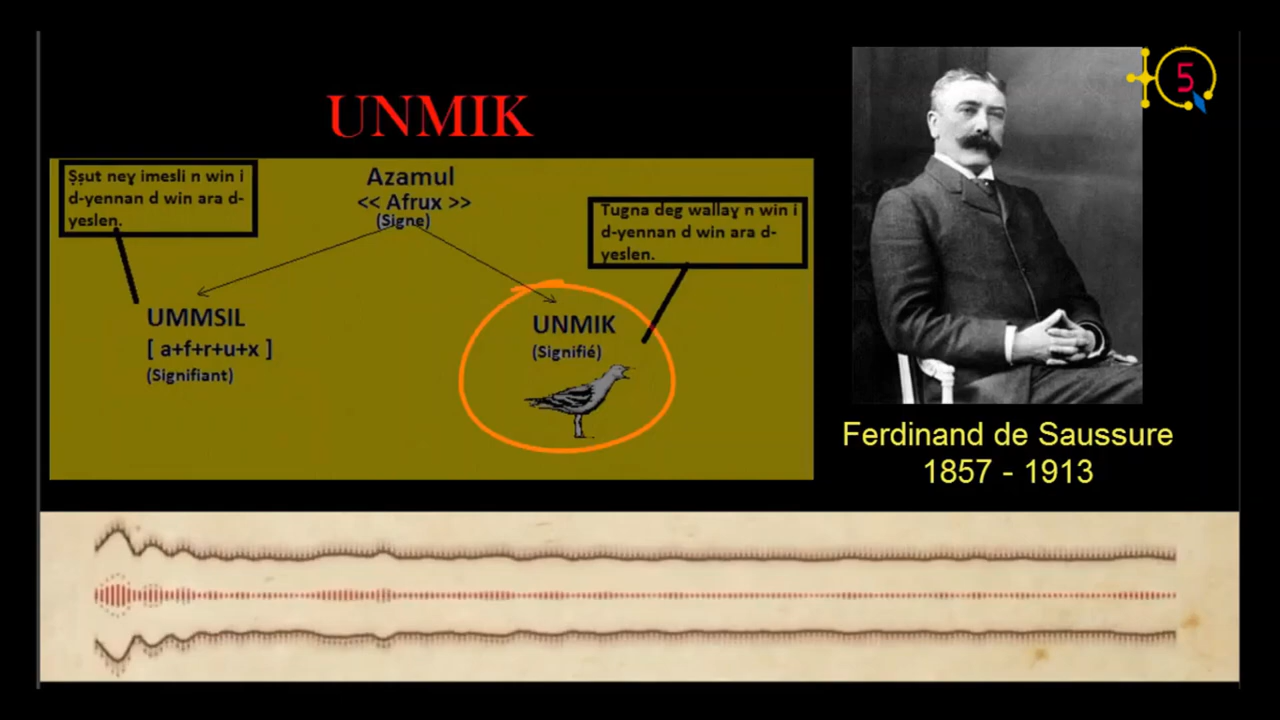 5
UNMIK
Ṣṣut neɣ imesli n win i
d-yennan d win ara d-
yeslen.
Azamul
<< Afrux >>
(Signe)
Tugna deg wallaɣ n win i
d-yennan d win ara d-
yeslen.
UMMSIL
[ a+f+r+u+x ]
(Signifiant)
UNMIK
(Signifié)
Ferdinand de Saussure
1857 - 1913